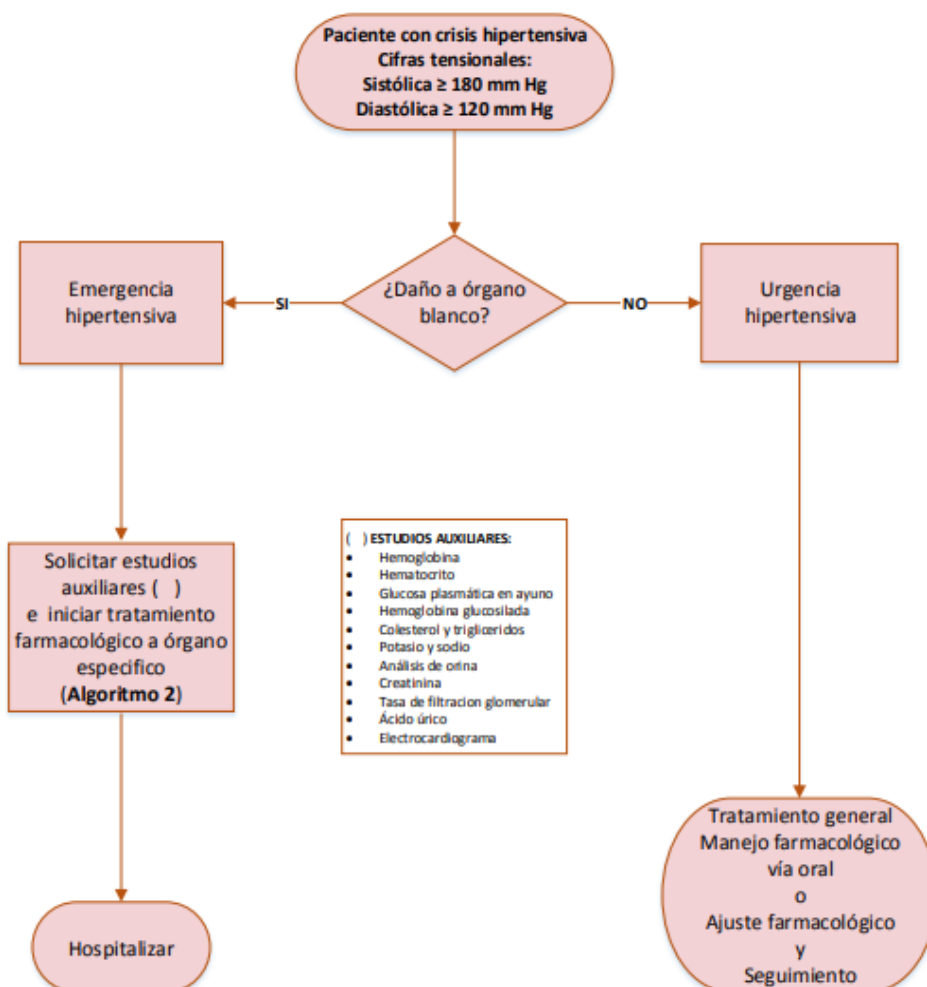 Paciente con crisis hipertensiva
Cifras tensionales:
Sistólica ≥ 180 mm Hg
Diastólica ≥ 120 mm Hg
¿Daño a órgano
blanco?
SI
NO
Emergencia
hipertensiva
Urgencia
hipertensiva
Solicitar estudios
auxiliares (   )
e  iniciar tratamiento
farmacológico a órgano
especifico
(Algoritmo 2)
(   ) ESTUDIOS AUXILIARES:
• Hemoglobina
• Hematocrito
• Glucosa plasmática en ayuno
• Hemoglobina glucosilada
• Colesterol y trigliceridos
• Potasio y sodio
• Análisis de orina
• Creatinina
• Tasa de filtracion glomerular
• Ácido úrico
• Electrocardiograma
Hospitalizar
Tratamiento general
Manejo farmacológico
vía oral
o
Ajuste farmacológico
y
Seguimiento